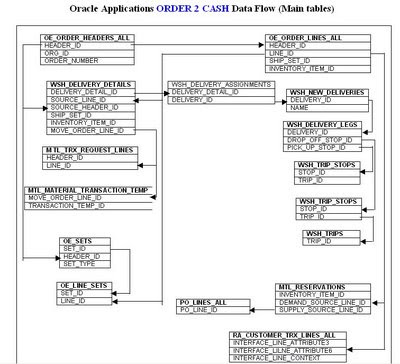 Oracle Applications ORDER 2 CASH Data Flow (Main tables)
OE_ORDER_HEADERS_ALL
HEADER_ID
ORG_ID
ORDER_NUMBER
OE_ORDER_LINES_ALL
HEADER_ID
LINE_ID
SHIP_SET_ID
INVENTORY_ITEM_ID
WSH_DELIVERY_DETAILS
DELIVERY_DETAIL_ID
SOURCE_LINE_ID
SOURCE_HEADER_ID
SHIP_SET_ID
INVENTORY_ITEM_ID
MOVE_ORDER_LINE_ID
WSH_DELIVERY_ASSIGNMENTS
DELIVERY_DETAIL_ID
DELIVERY_ID
WSH_NEW_DELIVERIES
DELIVERY_ID
NAME
WSH_DELIVERY_LEGS
DELIVERY_ID
DROP_OFF_STOP_ID
PICK_UP_STOP_ID
MTL_TRX_REQUEST_LINES
HEADER_ID
LINE_ID
WSH_TRIP_STOPS
STOP_ID
TRIP_ID
MTL_MATERIAL_TRANSACTION_TEMP
MOVE_ORDER_LINE_ID
TRANSACTION_TEMP_ID
WSH_TRIP_STOPS
STOP_ID
TRIP_ID
WSH_TRIPS
TRIP_ID
OE_SETS
SET_ID
HEADER_ID
SET_TYPE
OE_LINE_SETS
SET_ID
LINE_ID
PO_LINES_ALL
PO_LINE_ID
MTL_RESERVATIONS
INVENTORY_ITEM_ID
DEMAND_SOURCE_LINE_ID
SUPPLY_SOURCE_LINE_ID
RA_CUSTOMER_TRX_LINES_ALL
INTERFACE_LINE_ATTRIBUTE3
INTERFACE_LILNE_ATTRIBUTE6
INTERFACE_LINE_CONTEXT